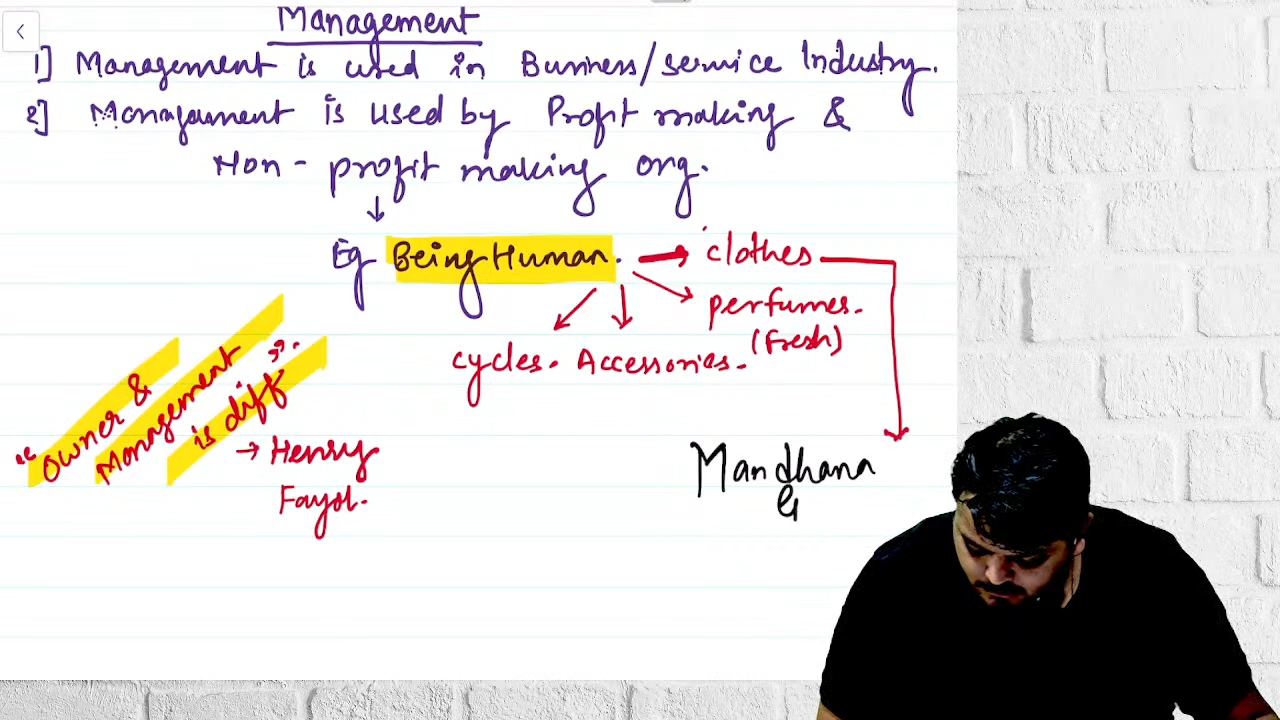 Management
1] Management is used in Business/service Industry.
2] Management is used by Profit making &
Non - profit making org.
↓
Eg Being Human. → clothes
perfumes.
(Fresh)
cycles. Accessories.
"Owner &
Management
is diff".
→ Henry
Fayol.
Mandhana
G